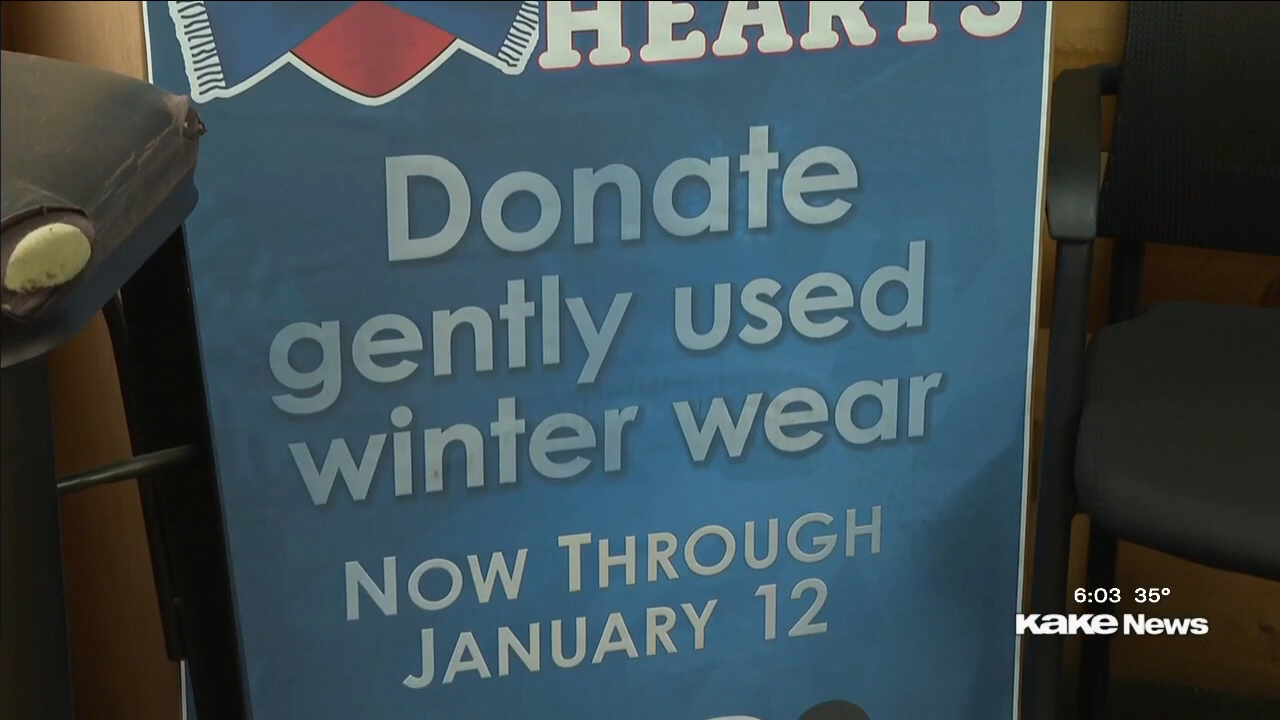 HEARTS
Donate
gently used
winter wear
NOW THROUGH
JANUARY 12
6:03 35°
KAKE NEWS